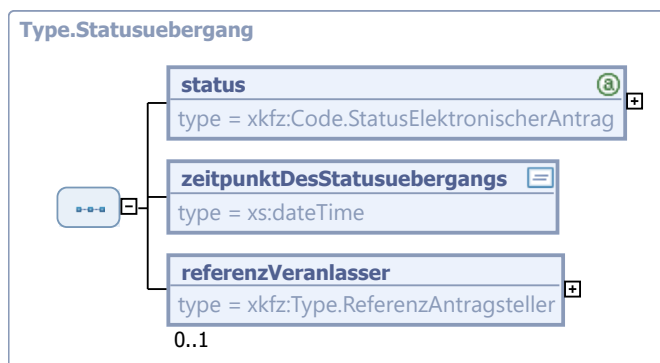 Type.Statusuebergang
status
type = xkfz:Code.StatusElektronischerAntrag
zeitpunktDesStatusuebergangs
type = xs:dateTime
referenzVeranlasser
type = xkfz:Type.ReferenzAntragsteller
0..1